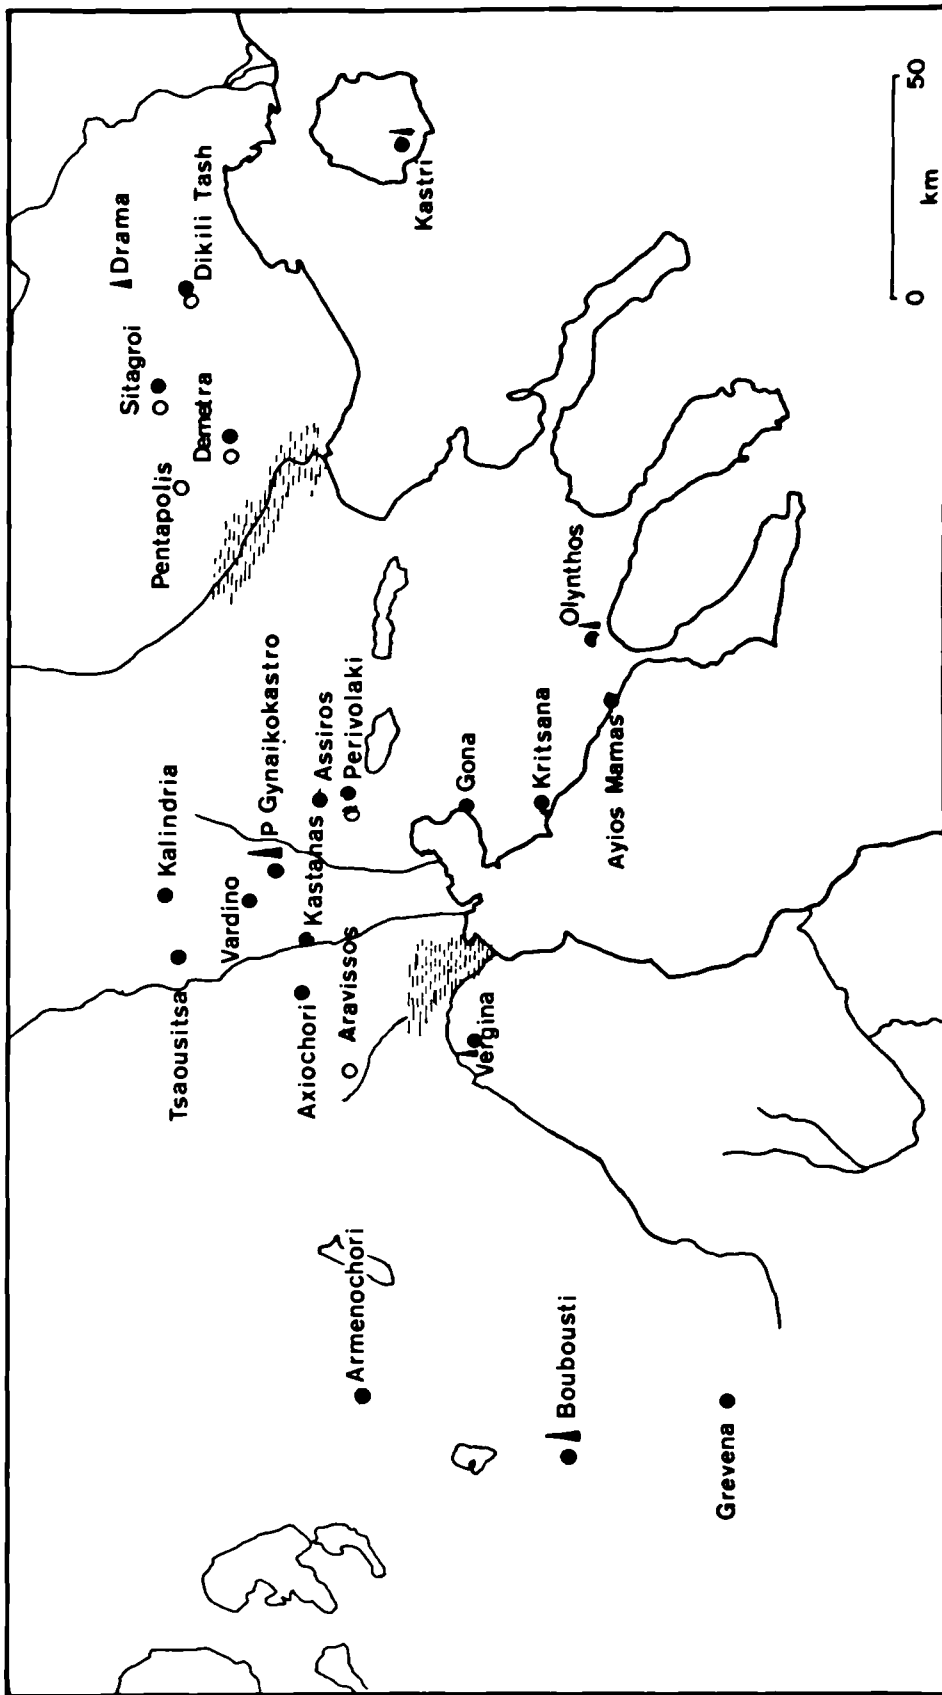 Drama
Sitagroi
Dikili Tash
Demetra
Pentapolis
Kastri
Kalindria
P Gynaikokastro
Vardino
Assiros
Perivolaki
Kastanas
Tsaousitsa
Axiochori
Aravissos
Gona
Kritsana
Olynthos
Ayios Mamas
Vergina
Armenochori
Boubousti
Grevena
0
50
km